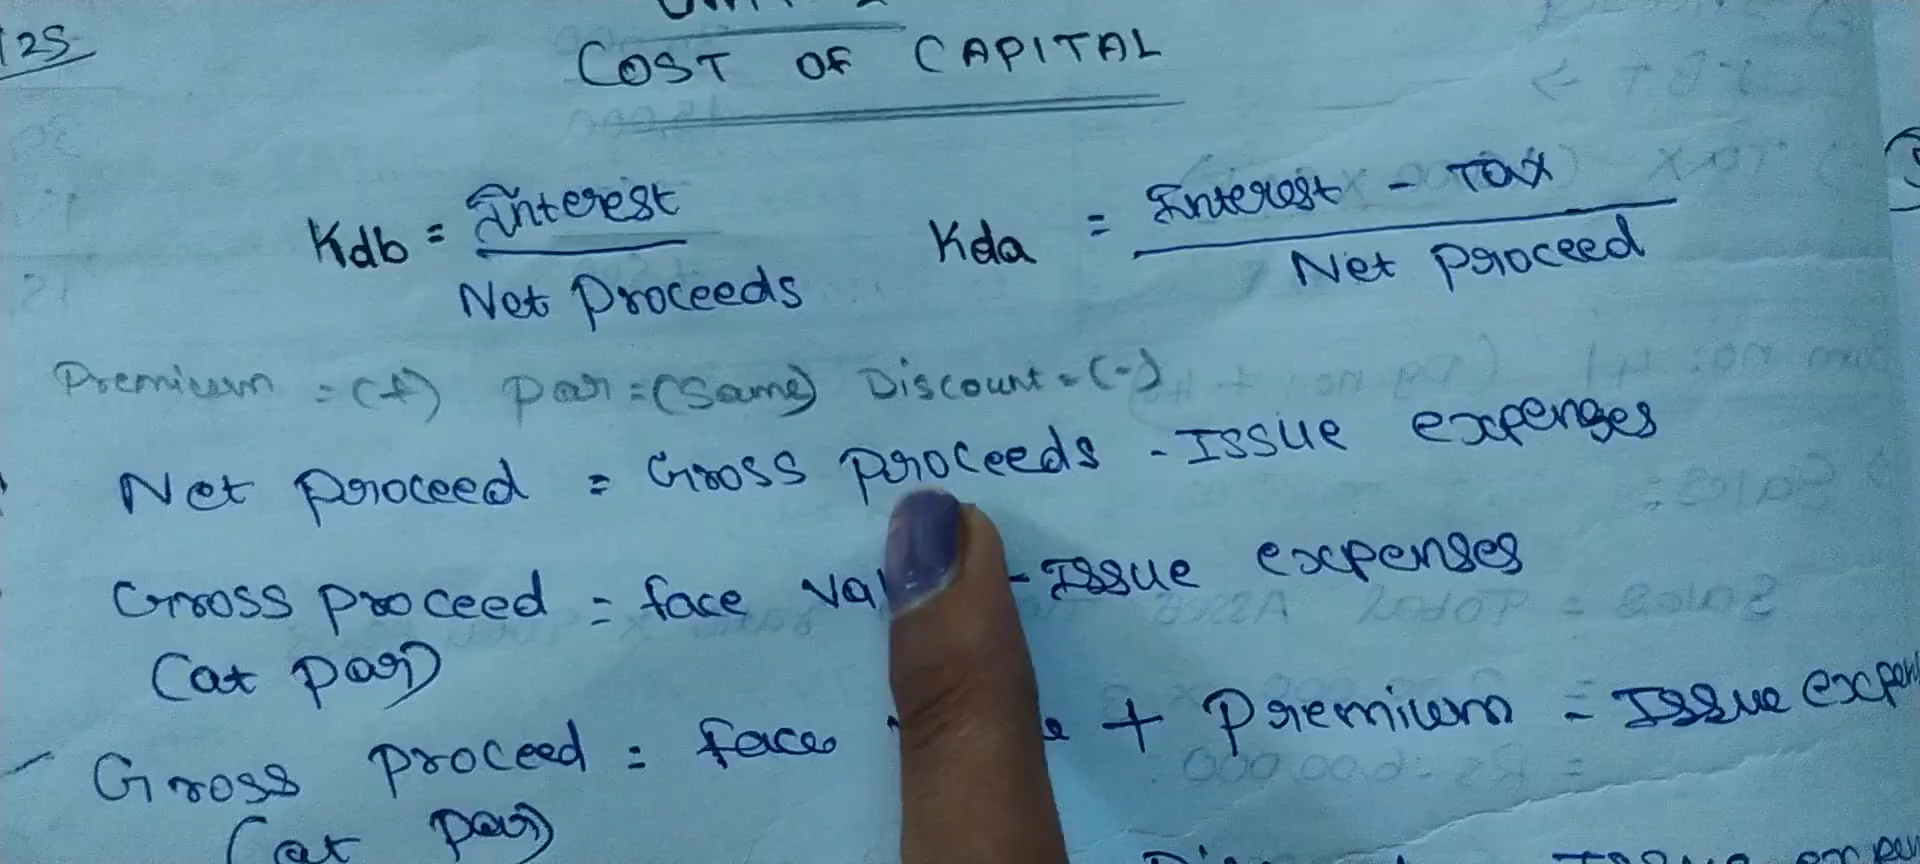 125
COST OF CAPITAL
Kdb = Interest / Net Proceeds
Kda = Interest - Tax / Net proceed
Premium = (+) Par = (Same) Discount = (-)
Net proceed = Gross proceeds - Issue expenses
Gross proceed = face - Issue expenses
(at par)
Gross proceed = face + Premium = Issue
(at par)